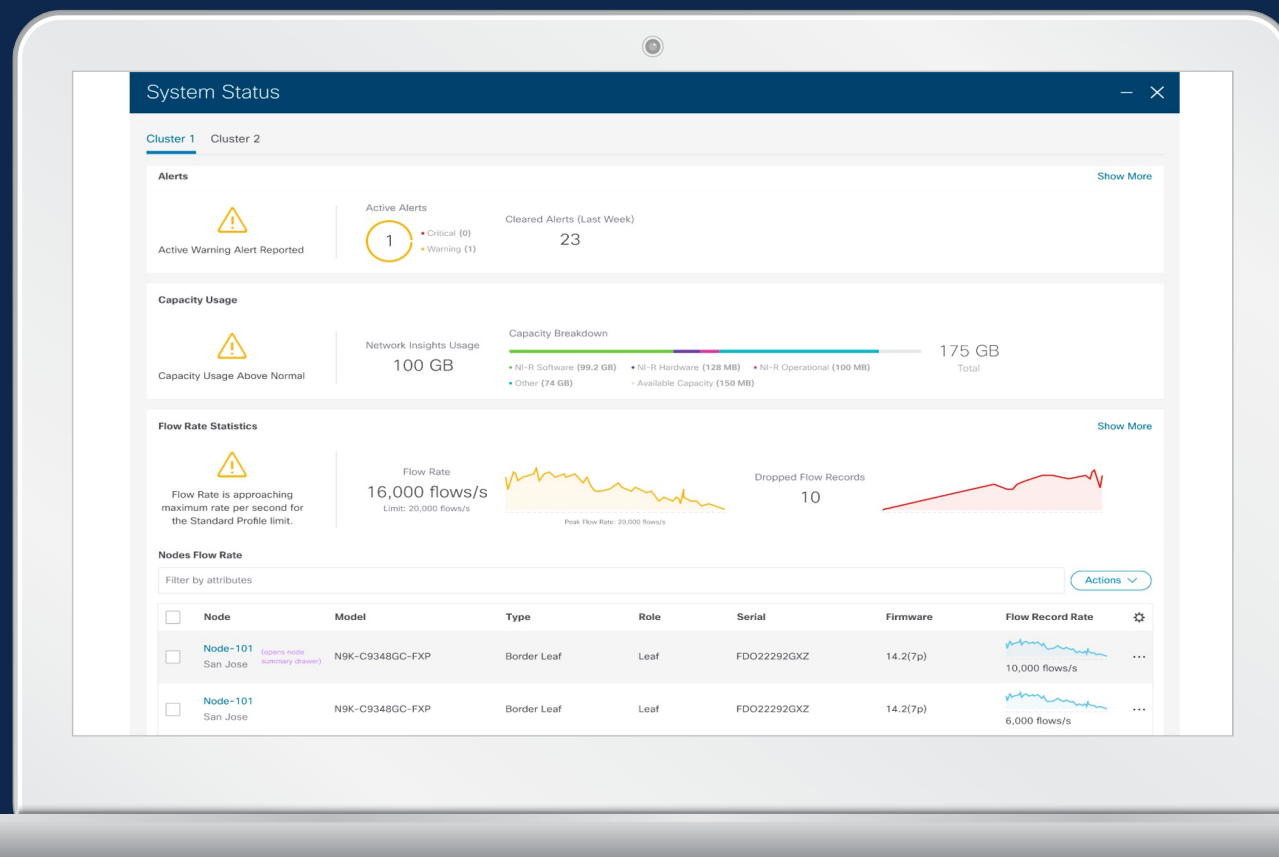 System Status
Cluster 1 Cluster 2
Alerts
Show More
Active Warning Alert Reported
Active Alerts
1
Critical (0)
Warning (1)
Cleared Alerts (Last Week)
23
Capacity Usage
Capacity Usage Above Normal
Network Insights Usage
100 GB
Capacity Breakdown
NI-R Software (99.2 GB) NI-R Hardware (128 MB) NI-R Operational (100 MB)
Other (74 GB) Available Capacity (150 MB)
175 GB
Total
Flow Rate Statistics
Show More
Flow Rate is approaching
maximum rate per second for
the Standard Profile limit.
Flow Rate
16,000 flows/s
Limit: 20,000 flows/s
Peak Flow Rate: 20,000 flows/s
Dropped Flow Records
10
Nodes Flow Rate
Filter by attributes
Actions
Node Model Type Role Serial Firmware Flow Record Rate
Node-101 (opens node
San Jose summary drawer)
N9K-C9348GC-FXP Border Leaf Leaf FDO22292GXZ 14.2(7p)
10,000 flows/s
Node-101
San Jose
N9K-C9348GC-FXP Border Leaf Leaf FDO22292GXZ 14.2(7p)
6,000 flows/s